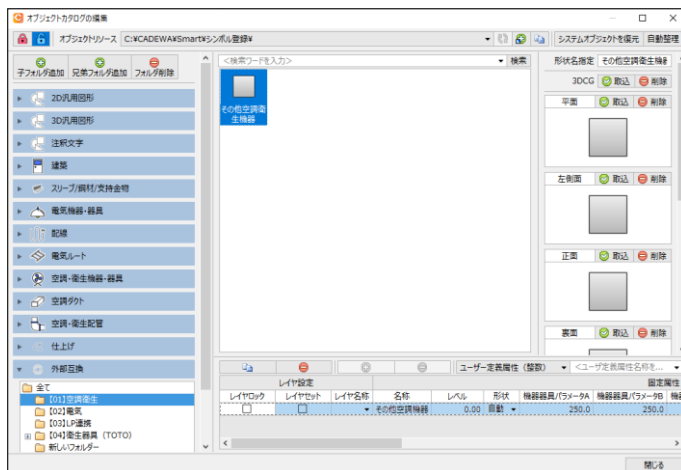 オブジェクトカタログの編集
オブジェクトリソース C:¥CADEWA¥Smart¥シンボル登録¥
システムオブジェクトを復元 自動整理
子フォルダ追加 兄弟フォルダ追加 フォルダ削除
2D汎用図形
3D汎用図形
注釈文字
建築
スリーブ/鋼材/支持金物
電気機器・器具
配線
電気ルート
空調・衛生機器・器具
空調ダクト
空調・衛生配管
仕上げ
外部互換
全て
【01】空調衛生
【02】電気
【03】LP連携
【04】衛生器具（TOTO）
新しいフォルダー
<検索ワードを入力> 検索
その他空調衛
生機器
形状名指定 その他空調衛生機器
3DCG 取込 削除
平面 取込 削除
左側面 取込 削除
正面 取込 削除
裏面 取込 削除
ユーザー定義属性（整数） <ユーザ定義属性名称を...
レイヤ設定 固定属性
レイヤロック レイヤセット レイヤ名称 名称 レベル 形状 機器器具パラメータA 機器器具パラメータB
その他空調機器 0.00 自動 250.0 250.0
閉じる